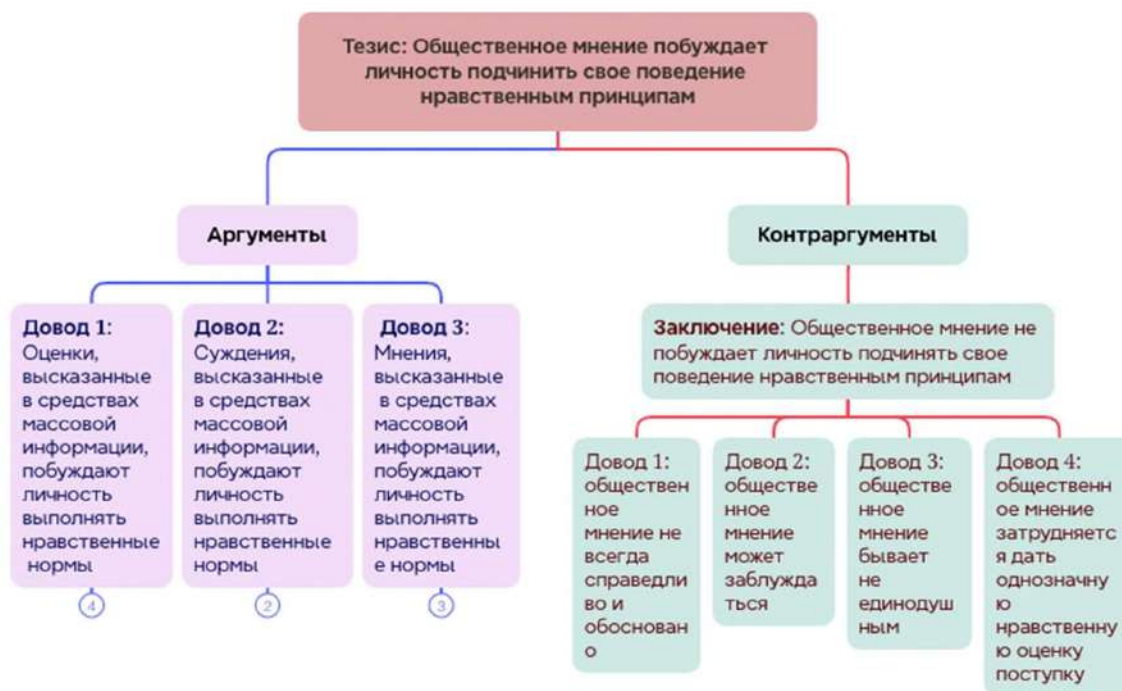 Тезис: Общественное мнение побуждает
личность подчинить свое поведение
нравственным принципам
Аргументы
Контраргументы
Довод 1:
Оценки,
высказанные
в средствах
массовой
информации,
побуждают
личность
выполнять
нравственные
нормы
4
Довод 2:
Суждения,
высказанные
в средствах
массовой
информации,
побуждают
личность
выполнять
нравственные
нормы
2
Довод 3:
Мнения,
высказанные
в средствах
массовой
информации,
побуждают
личность
выполнять
нравственны
е нормы
3
Заключение: Общественное мнение не
побуждает личность подчинять свое
поведение нравственным принципам
Довод 1:
обществен
ное
мнение не
всегда
справедли
во и
обоснован
о
Довод 2:
обществе
нное
мнение
может
заблужда
ться
Довод 3:
обществе
нное
мнение
бывает
не
единодуш
ным
Довод 4:
общественн
ое мнение
затрудняетс
я дать
однозначну
ю
нравственну
ю оценку
поступку